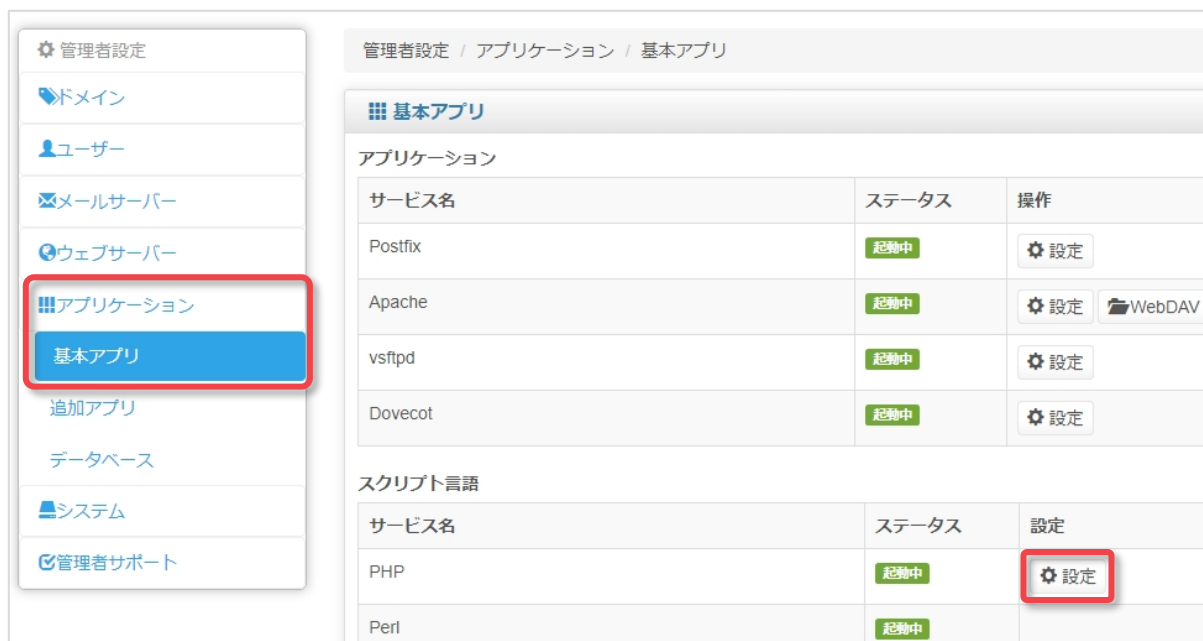 管理者設定
ドメイン
ユーザー
メールサーバー
ウェブサーバー
アプリケーション
基本アプリ
追加アプリ
データベース
システム
管理者サポート
管理者設定 / アプリケーション / 基本アプリ
基本アプリ
アプリケーション
サービス名 ステータス 操作
Postfix 起動中 設定
Apache 起動中 設定 WebDAV
vsftpd 起動中 設定
Dovecot 起動中 設定
スクリプト言語
サービス名 ステータス 設定
PHP 起動中 設定
Perl 起動中